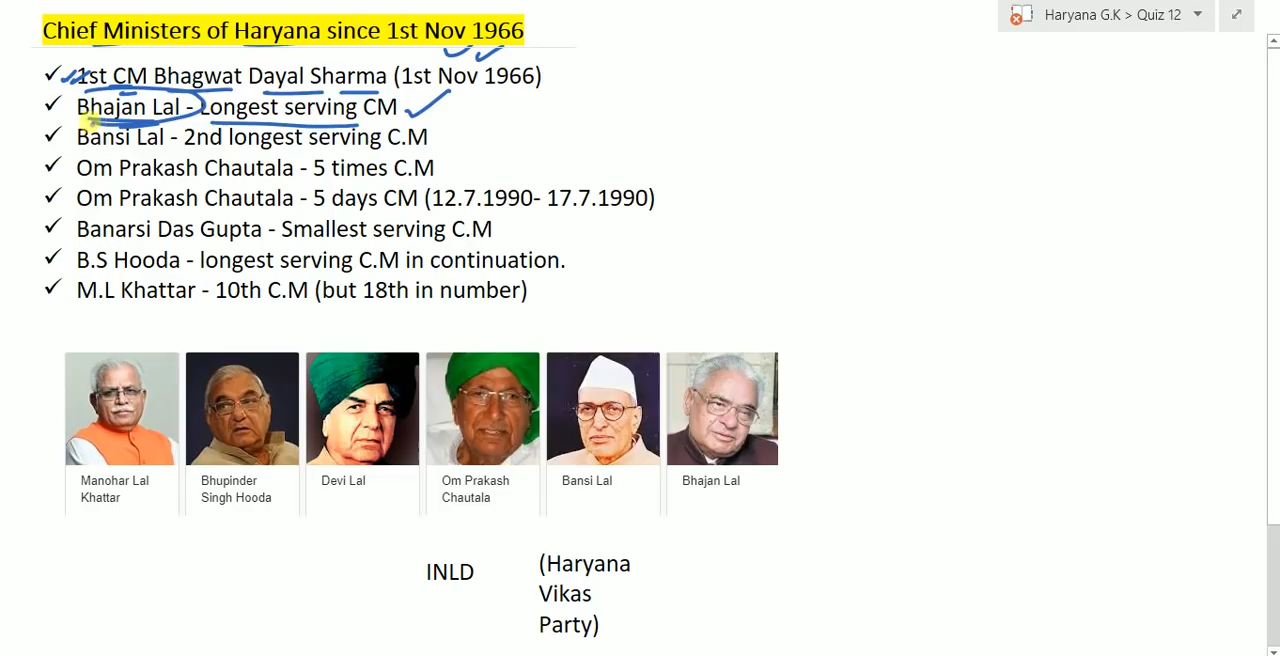 Haryana G.K > Quiz 12
Chief Ministers of Haryana since 1st Nov 1966
1st CM Bhagwat Dayal Sharma (1st Nov 1966)
Bhajan Lal - Longest serving CM
Bansi Lal - 2nd longest serving C.M
Om Prakash Chautala - 5 times C.M
Om Prakash Chautala - 5 days CM (12.7.1990- 17.7.1990)
Banarsi Das Gupta - Smallest serving C.M
B.S Hooda - longest serving C.M in continuation.
M.L Khattar - 10th C.M (but 18th in number)
Manohar Lal
Khattar
Bhupinder
Singh Hooda
Devi Lal
Om Prakash
Chautala
Bansi Lal
Bhajan Lal
INLD
(Haryana
Vikas
Party)